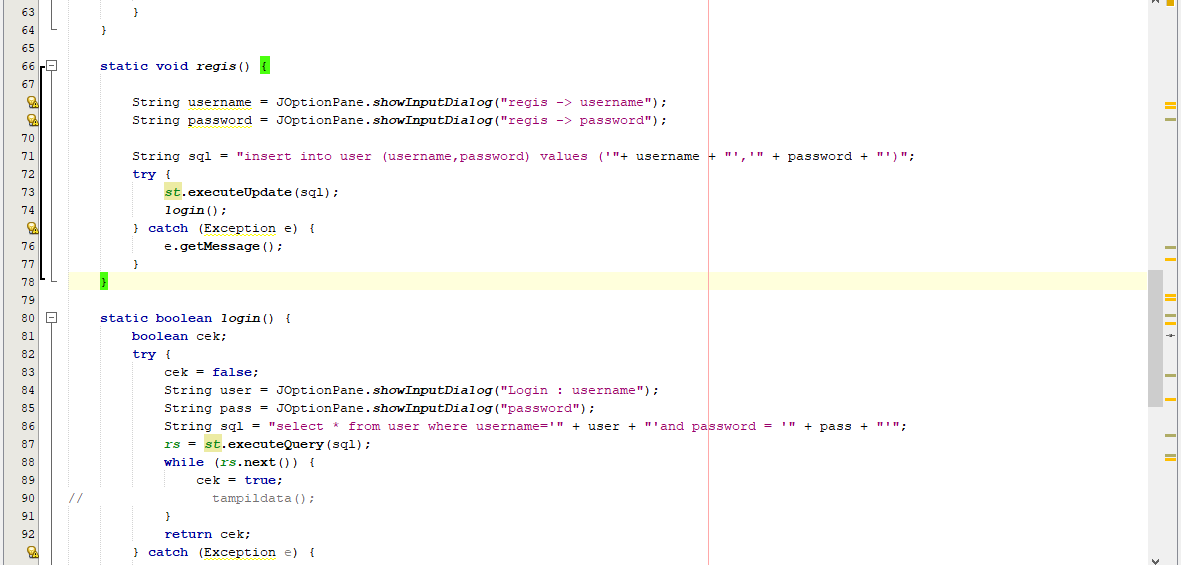 63 }
64 }
65
66 static void regis() {
67
String username = JOptionPane.showInputDialog("regis -> username");
String password = JOptionPane.showInputDialog("regis -> password");
70
71 String sql = "insert into user (username,password) values ('"+ username + "','" + password + "')";
72 try {
73 st.executeUpdate(sql);
74 login();
} catch (Exception e) {
76 e.getMessage();
77 }
78 }
79
80 static boolean login() {
81 boolean cek;
82 try {
83 cek = false;
84 String user = JOptionPane.showInputDialog("Login : username");
85 String pass = JOptionPane.showInputDialog("password");
86 String sql = "select * from user where username='" + user + "'and password = '" + pass + "'";
87 rs = st.executeQuery(sql);
88 while (rs.next()) {
89 cek = true;
90 // tampildata();
91 }
92 return cek;
} catch (Exception e) {